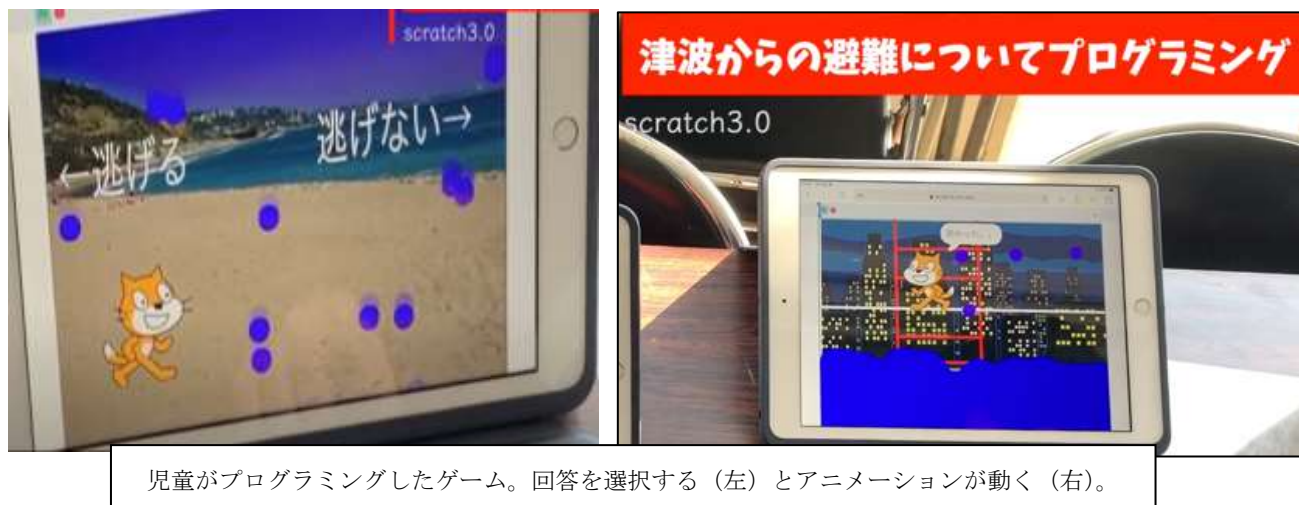 scratch3.0
←逃げる
逃げない→
津波からの避難についてプログラミング
scratch3.0
児童がプログラミングしたゲーム。回答を選択する（左）とアニメーションが動く（右）。